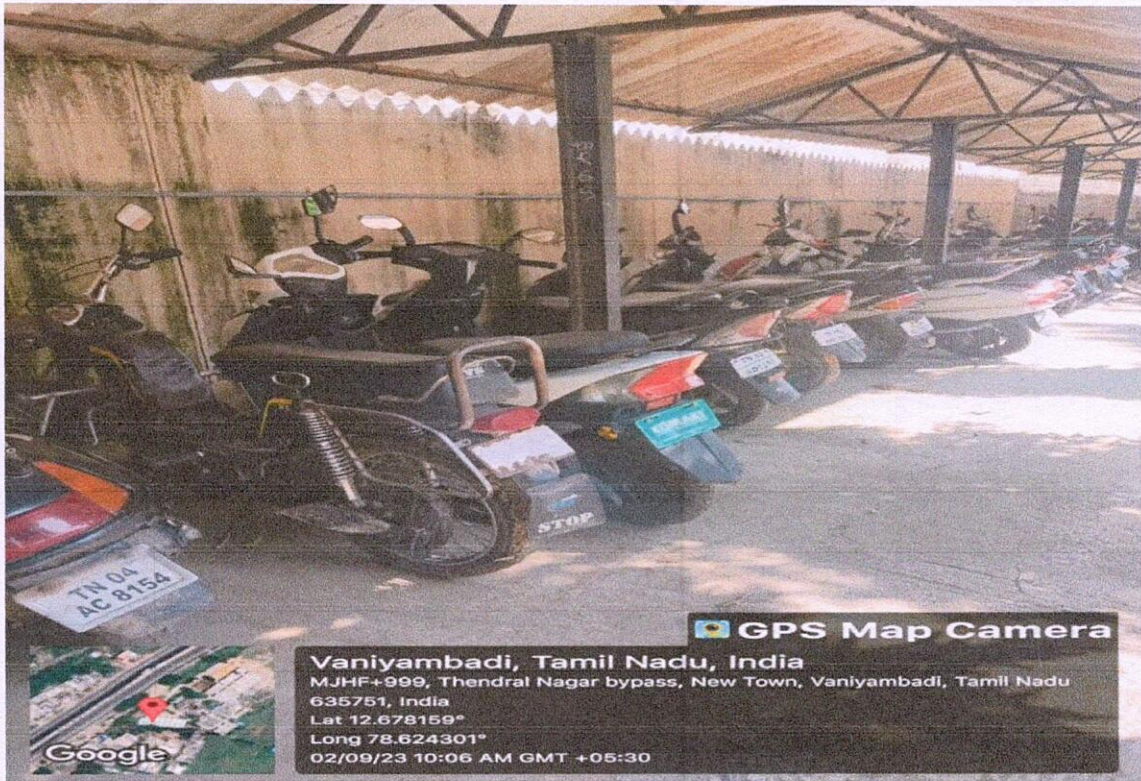 KOMAKI
STOP
TN 04
AC 8154
GPS Map Camera
Vaniyambadi, Tamil Nadu, India
MJHF+999, Thendral Nagar bypass, New Town, Vaniyambadi, Tamil Nadu
635751, India
Lat 12.678159°
Long 78.624301°
02/09/23 10:06 AM GMT +05:30
Google